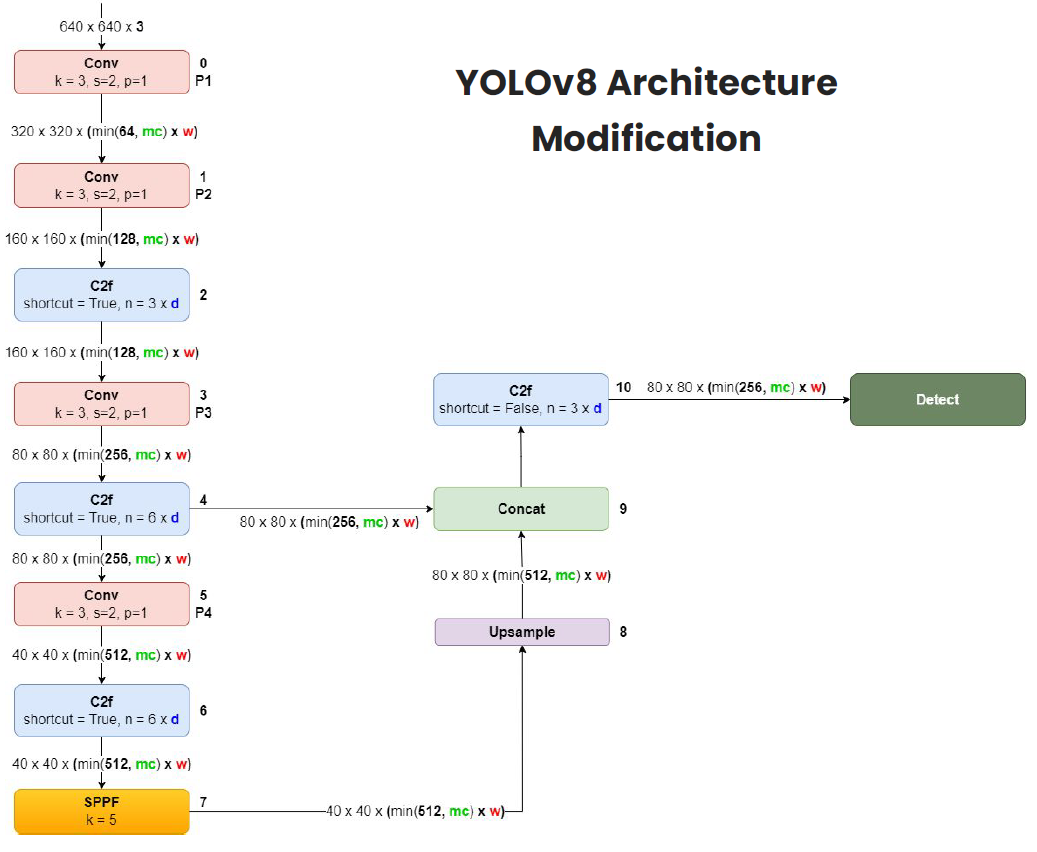 YOLOv8 Architecture
Modification
640 x 640 x 3
Conv
k = 3, s=2, p=1
0
P1
320 x 320 x (min(64, mc) x w)
Conv
k = 3, s=2, p=1
1
P2
160 x 160 x (min(128, mc) x w)
C2f
shortcut = True, n = 3 x d
2
160 x 160 x (min(128, mc) x w)
Conv
k = 3, s=2, p=1
3
P3
80 x 80 x (min(256, mc) x w)
C2f
shortcut = True, n = 6 x d
4
80 x 80 x (min(256, mc) x w)
80 x 80 x (min(256, mc) x w)
Conv
k = 3, s=2, p=1
5
P4
40 x 40 x (min(512, mc) x w)
C2f
shortcut = True, n = 6 x d
6
40 x 40 x (min(512, mc) x w)
SPPF
k = 5
7
40 x 40 x (min(512, mc) x w)
Upsample
8
80 x 80 x (min(512, mc) x w)
Concat
9
C2f
shortcut = False, n = 3 x d
10
80 x 80 x (min(256, mc) x w)
Detect